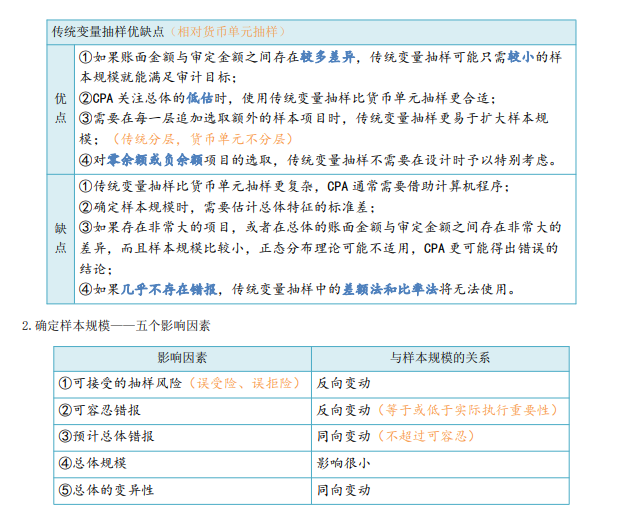 传统变量抽样优缺点（相对货币单元抽样）
优点
①如果账面金额与审定金额之间存在较多差异，传统变量抽样可能只需较小的样
本规模就能满足审计目标；
②CPA 关注总体的低估时，使用传统变量抽样比货币单元抽样更合适；
③需要在每一层追加选取额外的样本项目时，传统变量抽样更易于扩大样本规
模；（传统分层，货币单元不分层）
④对零余额或负余额项目的选取，传统变量抽样不需要在设计时予以特别考虑。
缺点
①传统变量抽样比货币单元抽样更复杂，CPA 通常需要借助计算机程序；
②确定样本规模时，需要估计总体特征的标准差；
③如果存在非常大的项目，或者在总体的账面金额与审定金额之间存在非常大的
差异，而且样本规模比较小，正态分布理论可能不适用，CPA 更可能得出错误的
结论；
④如果几乎不存在错报，传统变量抽样中的差额法和比率法将无法使用。
2.确定样本规模——五个影响因素
影响因素 与样本规模的关系
①可接受的抽样风险（误受险、误拒险） 反向变动
②可容忍错报 反向变动（等于或低于实际执行重要性）
③预计总体错报 同向变动（不超过可容忍）
④总体规模 影响很小
⑤总体的变异性 同向变动